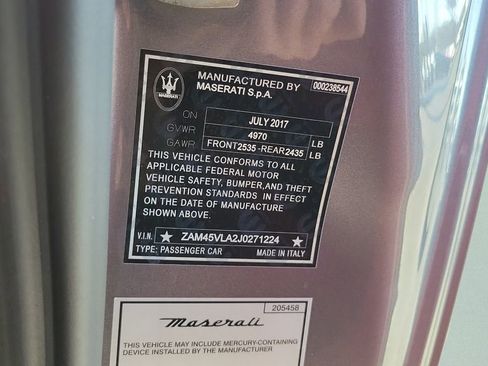 MASERATI
MANUFACTURED BY
MASERATI S.p.A.
000238544
ON JULY 2017
GVWR 4970 LB
GAWR FRONT2535 -REAR2435 LB
THIS VEHICLE CONFORMS TO ALL
APPLICABLE FEDERAL MOTOR
VEHICLE SAFETY, BUMPER,AND THEFT
PREVENTION STANDARDS IN EFFECT
ON THE DATE OF MANUFACTURE
SHOWN ABOVE.
V.I.N. ★ ZAM45VLA2J0271224 ★
TYPE: PASSENGER CAR MADE IN ITALY
205458
Maserati
THIS VEHICLE MAY INCLUDE MERCURY-CONTAINING
DEVICE INSTALLED BY THE MANUFACTURER